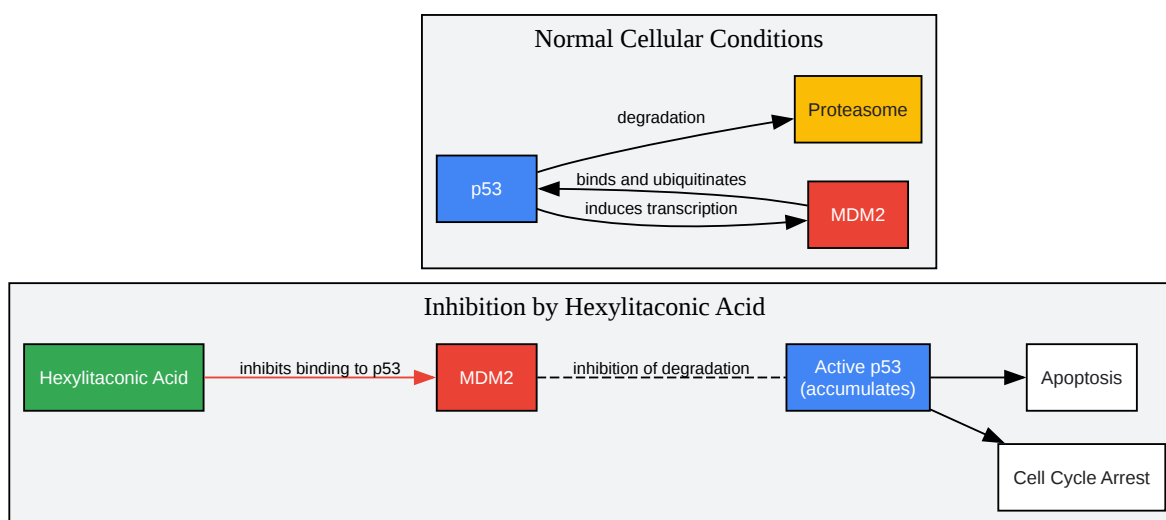 Normal Cellular Conditions
Proteasome
degradation
p53
binds and ubiquitinates
induces transcription
MDM2
Inhibition by Hexylitaconic Acid
Hexylitaconic Acid
inhibits binding to p53
MDM2
inhibition of degradation
Active p53
(accumulates)
Apoptosis
Cell Cycle Arrest